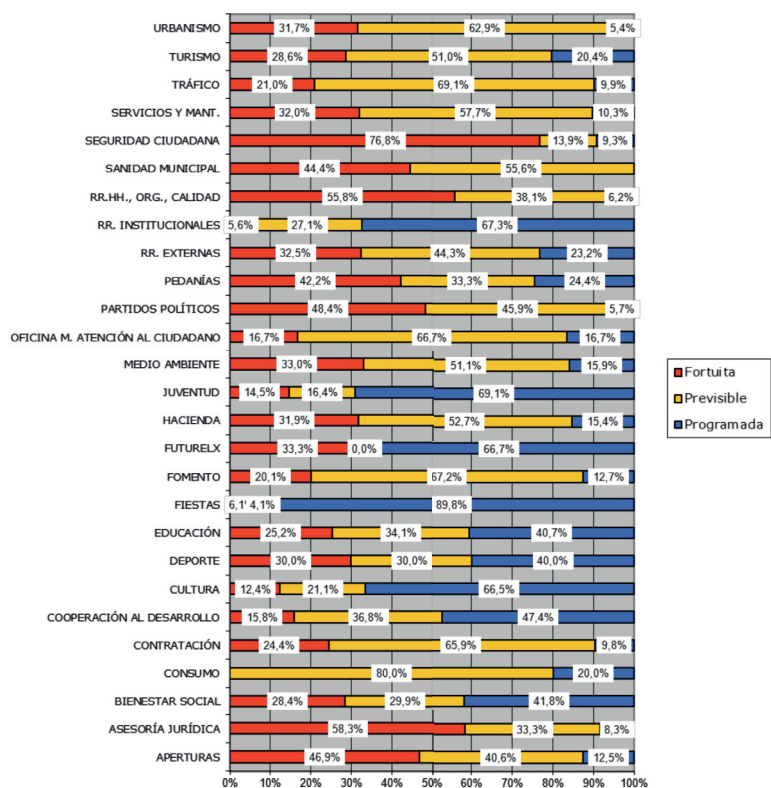 URBANISMO 31,7% 62,9% 5,4%
TURISMO 28,6% 51,0% 20,4%
TRÁFICO 21,0% 69,1% 9,9%
SERVICIOS Y MANT. 32,0% 57,7% 10,3%
SEGURIDAD CIUDADANA 76,8% 13,9% 9,3%
SANIDAD MUNICIPAL 44,4% 55,6%
RR.HH., ORG., CALIDAD 55,8% 38,1% 6,2%
RR. INSTITUCIONALES 5,6% 27,1% 67,3%
RR. EXTERNAS 32,5% 44,3% 23,2%
PEDANÍAS 42,2% 33,3% 24,4%
PARTIDOS POLÍTICOS 48,4% 45,9% 5,7%
OFICINA M. ATENCIÓN AL CIUDADANO 16,7% 66,7% 16,7%
MEDIO AMBIENTE 33,0% 51,1% 15,9%
JUVENTUD 14,5% 16,4% 69,1%
HACIENDA 31,9% 52,7% 15,4%
FUTURELX 33,3% 0,0% 66,7%
FOMENTO 20,1% 67,2% 12,7%
FIESTAS 6,1 4,1% 89,8%
EDUCACIÓN 25,2% 34,1% 40,7%
DEPORTE 30,0% 30,0% 40,0%
CULTURA 12,4% 21,1% 66,5%
COOPERACIÓN AL DESARROLLO 15,8% 36,8% 47,4%
CONTRATACIÓN 24,4% 65,9% 9,8%
CONSUMO 80,0% 20,0%
BIENESTAR SOCIAL 28,4% 29,9% 41,8%
ASESORÍA JURÍDICA 58,3% 33,3% 8,3%
APERTURAS 46,9% 40,6% 12,5%
0% 10% 20% 30% 40% 50% 60% 70% 80% 90% 100%
Fortuita
Previsible
Programada